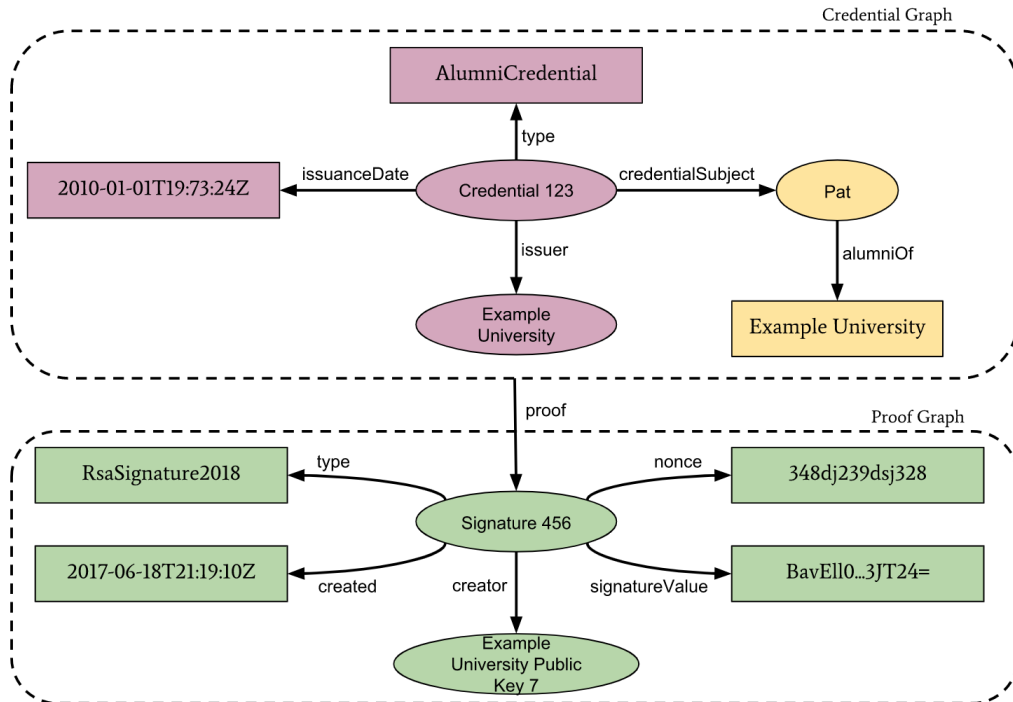 Credential Graph
AlumniCredential
type
2010-01-01T19:73:24Z
issuanceDate
Credential 123
credentialSubject
Pat
issuer
alumniOf
Example
University
Example University
proof
Proof Graph
RsaSignature2018
type
nonce
348dj239dsj328
Signature 456
2017-06-18T21:19:10Z
created
creator
signatureValue
BavEll0...3JT24=
Example
University Public
Key 7